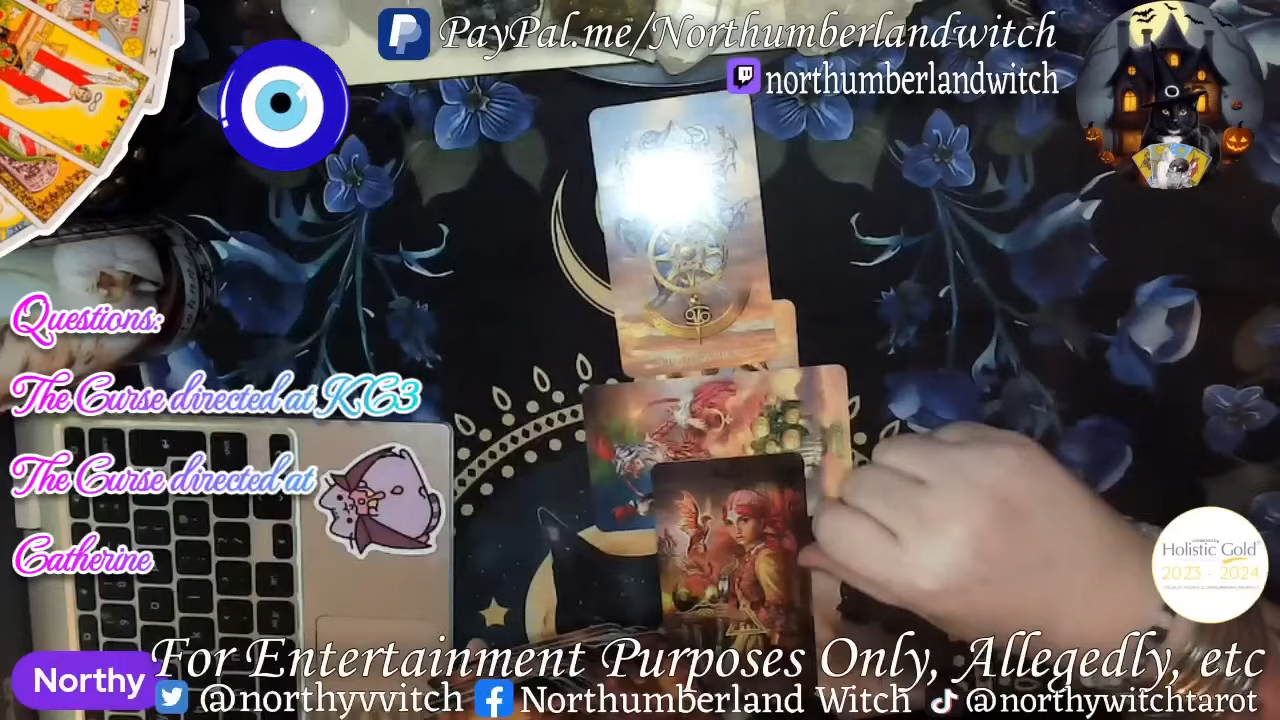 PayPal.me/Northumberlandwitch
northumberlandwitch
Questions:
The Curse directed at KC3
The Curse directed at
Catherine
Holistic Gold
2023 - 2024
For Entertainment Purposes Only, Allegedly, etc
Northy
@northyvvitch
Northumberland Witch
@northywitchtarot